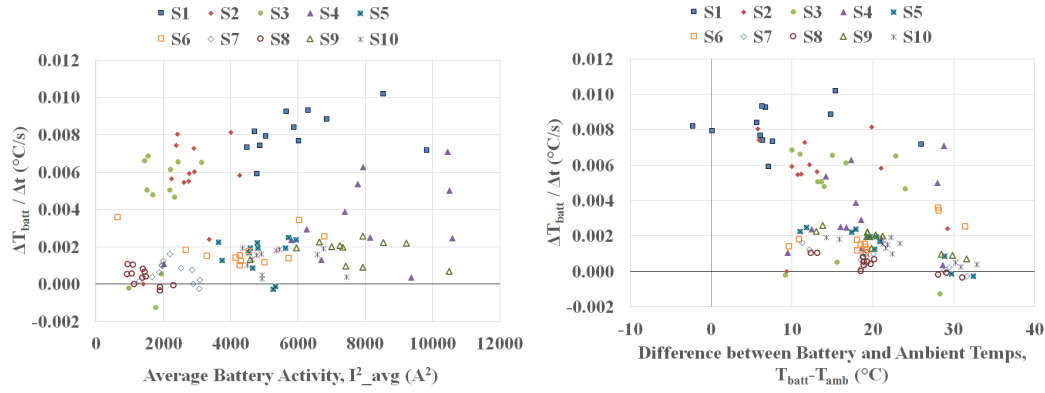 S1 S2 S3 S4 S5
S6 S7 S8 S9 S10
0.012
0.010
0.008
0.006
0.004
0.002
0.000
-0.002
0 2000 4000 6000 8000 10000 12000
ΔT_batt / Δt (°C/s)
Average Battery Activity, I²_avg (A²)
S1 S2 S3 S4 S5
S6 S7 S8 S9 S10
0.012
0.010
0.008
0.006
0.004
0.002
0.000
-0.002
-10 0 10 20 30 40
ΔT_batt / Δt (°C/s)
Difference between Battery and Ambient Temps,
T_batt-T_amb (°C)